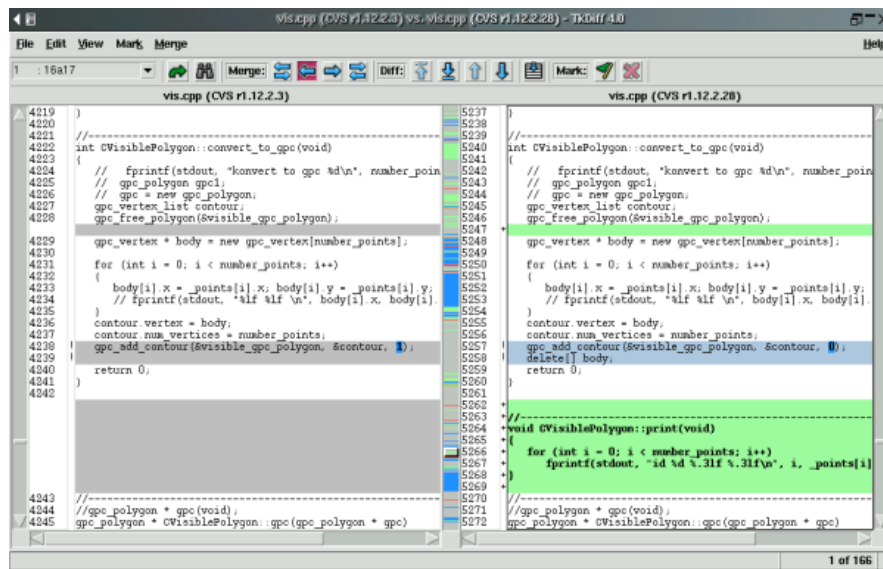 vis.cpp (CVS r1.12.2.3) vs. vis.cpp (CVS r1.12.2.28) - TkDiff 4.0
File Edit View Mark Merge Help
1 : 16a17 Merge: Diff: Mark:
vis.cpp (CVS r1.12.2.3)
4219 }
4220
4221 //------------------------------------------------
4222 int CVisiblePolygon::convert_to_gpc(void)
4223 {
4224 //   fprintf(stdout, "konvert to gpc %d\n", number_poin
4225 //  gpc_polygon gpc1;
4226 //  gpc = new gpc_polygon;
4227 gpc_vertex_list contour;
4228 gpc_free_polygon(&visible_gpc_polygon);
4229 gpc_vertex * body = new gpc_vertex[number_points];
4230
4231 for (int i = 0; i < number_points; i++)
4232 {
4233 body[i].x = _points[i].x; body[i].y = _points[i].y;
4234 // fprintf(stdout, "%lf %lf \n", body[i].x, body[i].
4235 }
4236 contour.vertex = body;
4237 contour.num_vertices = number_points;
4238 ! gpc_add_contour(&visible_gpc_polygon, &contour, 1);
4239 !
4240 return 0;
4241 }
4242
4243 //------------------------------------------------
4244 //gpc_polygon * gpc(void);
4245 gpc_polygon * CVisiblePolygon::gpc(gpc_polygon * gpc)
vis.cpp (CVS r1.12.2.28)
5237 }
5238
5239 //------------------------------------------------
5240 int CVisiblePolygon::convert_to_gpc(void)
5241 {
5242 //   fprintf(stdout, "konvert to gpc %d\n", number_poin
5243 //  gpc_polygon gpc1;
5244 //  gpc = new gpc_polygon;
5245 gpc_vertex_list contour;
5246 gpc_free_polygon(&visible_gpc_polygon);
5247 +
5248 gpc_vertex * body = new gpc_vertex[number_points];
5249
5250 for (int i = 0; i < number_points; i++)
5251 {
5252 body[i].x = _points[i].x; body[i].y = _points[i].y;
5253 // fprintf(stdout, "%lf %lf \n", body[i].x, body[i].
5254 }
5255 contour.vertex = body;
5256 contour.num_vertices = number_points;
5257 ! gpc_add_contour(&visible_gpc_polygon, &contour, 0);
5258 ! delete[] body;
5259 return 0;
5260 }
5261
5262 +
5263 +//------------------------------------------------
5264 +void CVisiblePolygon::print(void)
5265 +{
5266 + for (int i = 0; i < number_points; i++)
5267 + fprintf(stdout, "id %d %.3lf %.3lf\n", i, _points[i]
5268 +}
5269 +
5270 //------------------------------------------------
5271 //gpc_polygon * gpc(void);
5272 gpc_polygon * CVisiblePolygon::gpc(gpc_polygon * gpc)
1 of 166